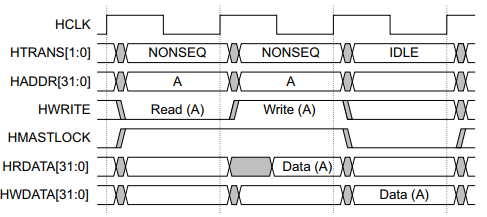 HCLK
HTRANS[1:0] NONSEQ NONSEQ IDLE
HADDR[31:0] A A
HWRITE Read (A) Write (A)
HMASTLOCK
HRDATA[31:0] Data (A)
HWDATA[31:0] Data (A)